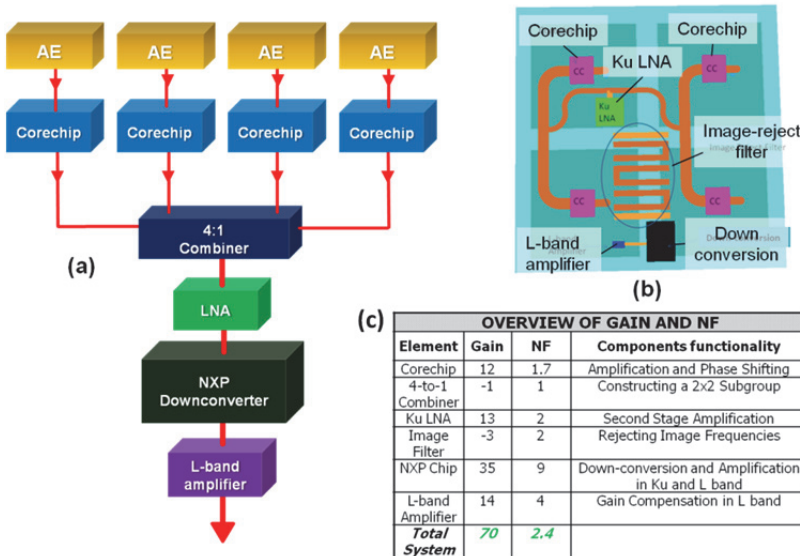 AE AE AE AE
Corechip Corechip Corechip Corechip
4:1
Combiner
(a)
LNA
NXP
Downconverter
L-band
amplifier
Corechip Corechip
Ku LNA
CC CC
Ku
LNA
Image-reject
filter
CC CC
L-band
amplifier
Down
conversion
(b)
(c)
OVERVIEW OF GAIN AND NF
Element Gain NF Components functionality
Corechip 12 1.7 Amplification and Phase Shifting
4-to-1 -1 1 Constructing a 2x2 Subgroup
Combiner
Ku LNA 13 2 Second Stage Amplification
Image -3 2 Rejecting Image Frequencies
Filter
NXP Chip 35 9 Down-conversion and Amplification
in Ku and L band
L-band 14 4 Gain Compensation in L band
Amplifier
Total 70 2.4
System